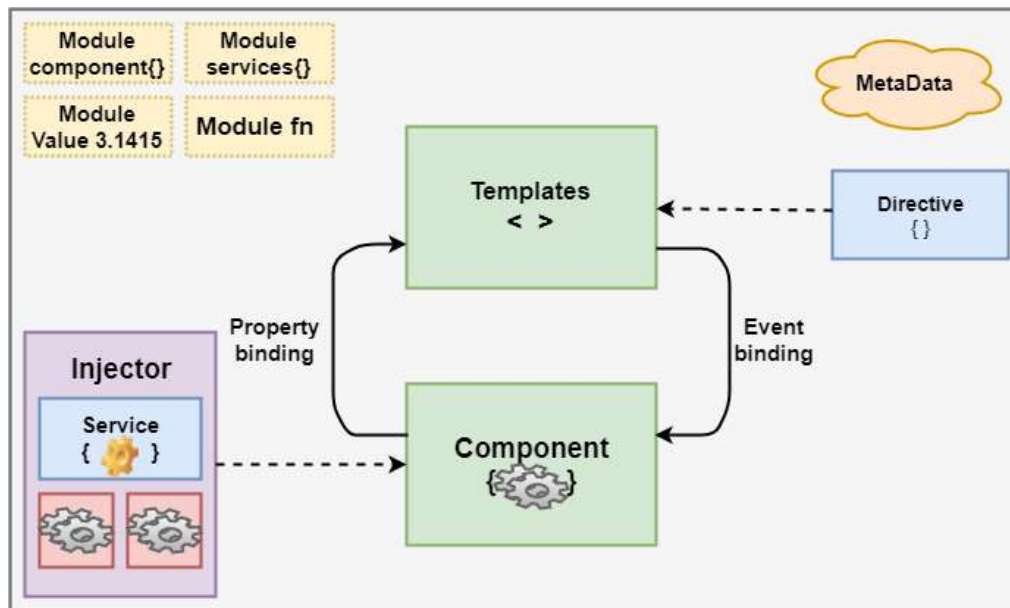 Module
component{}
Module
services{}
Module
Value 3.1415
Module fn
MetaData
Templates
< >
Directive
{ }
Property
binding
Event
binding
Injector
Service
{ }
Component
{ }